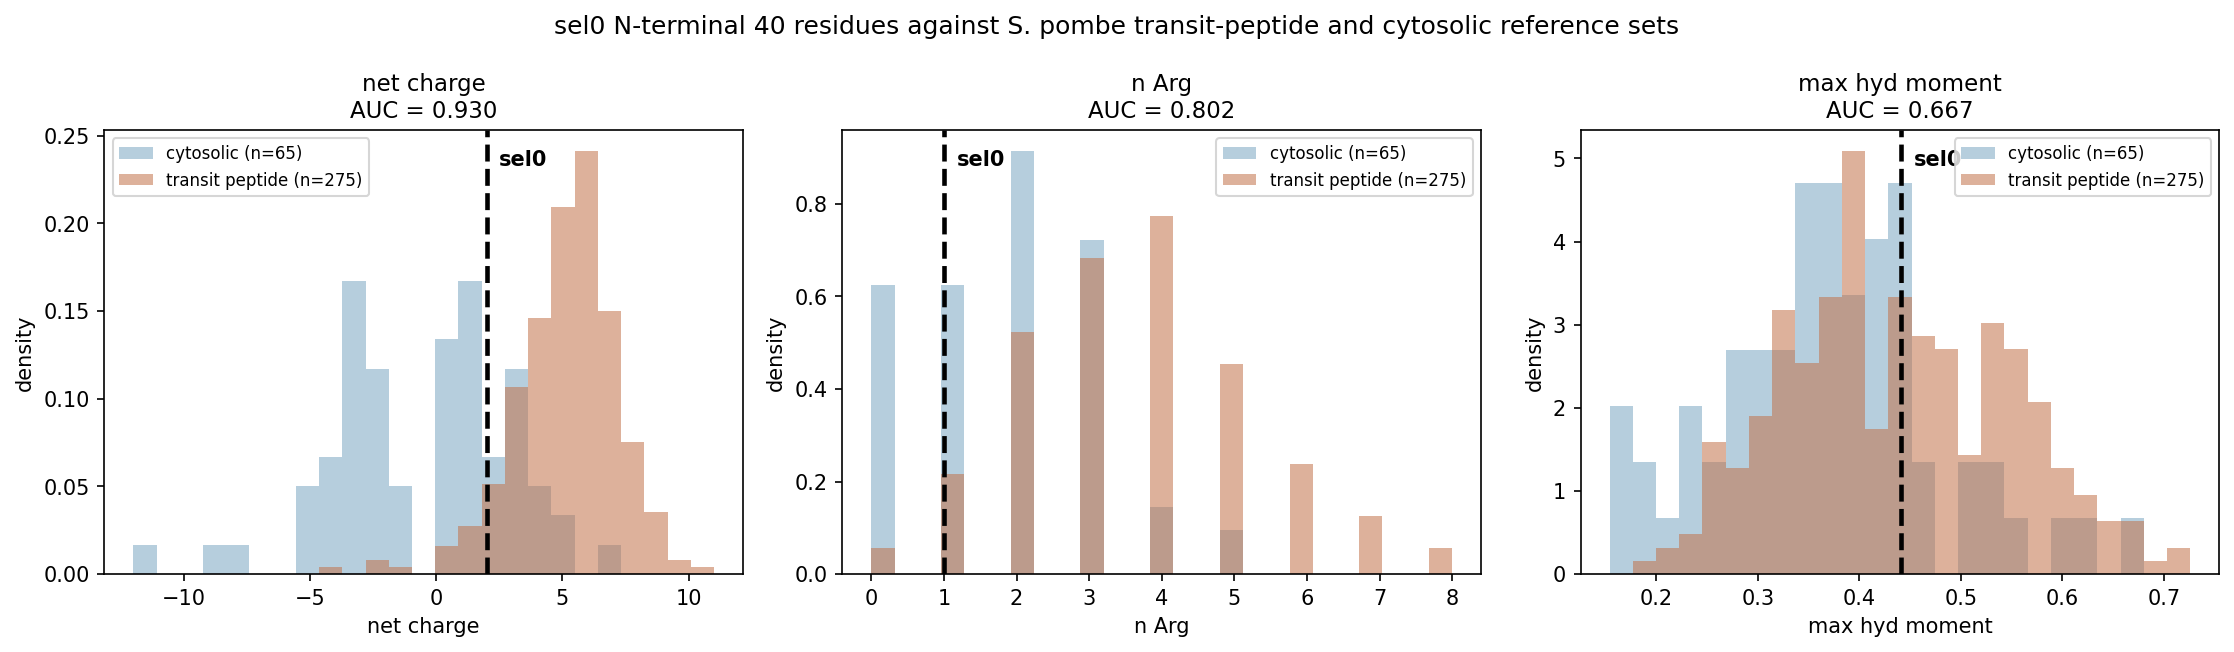 sel0 N-terminal 40 residues against S. pombe transit-peptide and cytosolic reference sets
net charge
AUC = 0.930
0.25
0.20
0.15
0.10
0.05
0.00
density
cytosolic (n=65)
transit peptide (n=275)
sel0
−10
−5
0
5
10
net charge
n Arg
AUC = 0.802
0.8
0.6
0.4
0.2
0.0
density
sel0
cytosolic (n=65)
transit peptide (n=275)
0
1
2
3
4
5
6
7
8
n Arg
max hyd moment
AUC = 0.667
5
4
3
2
1
0
density
sel0
cytosolic (n=65)
transit peptide (n=275)
0.2
0.3
0.4
0.5
0.6
0.7
max hyd moment